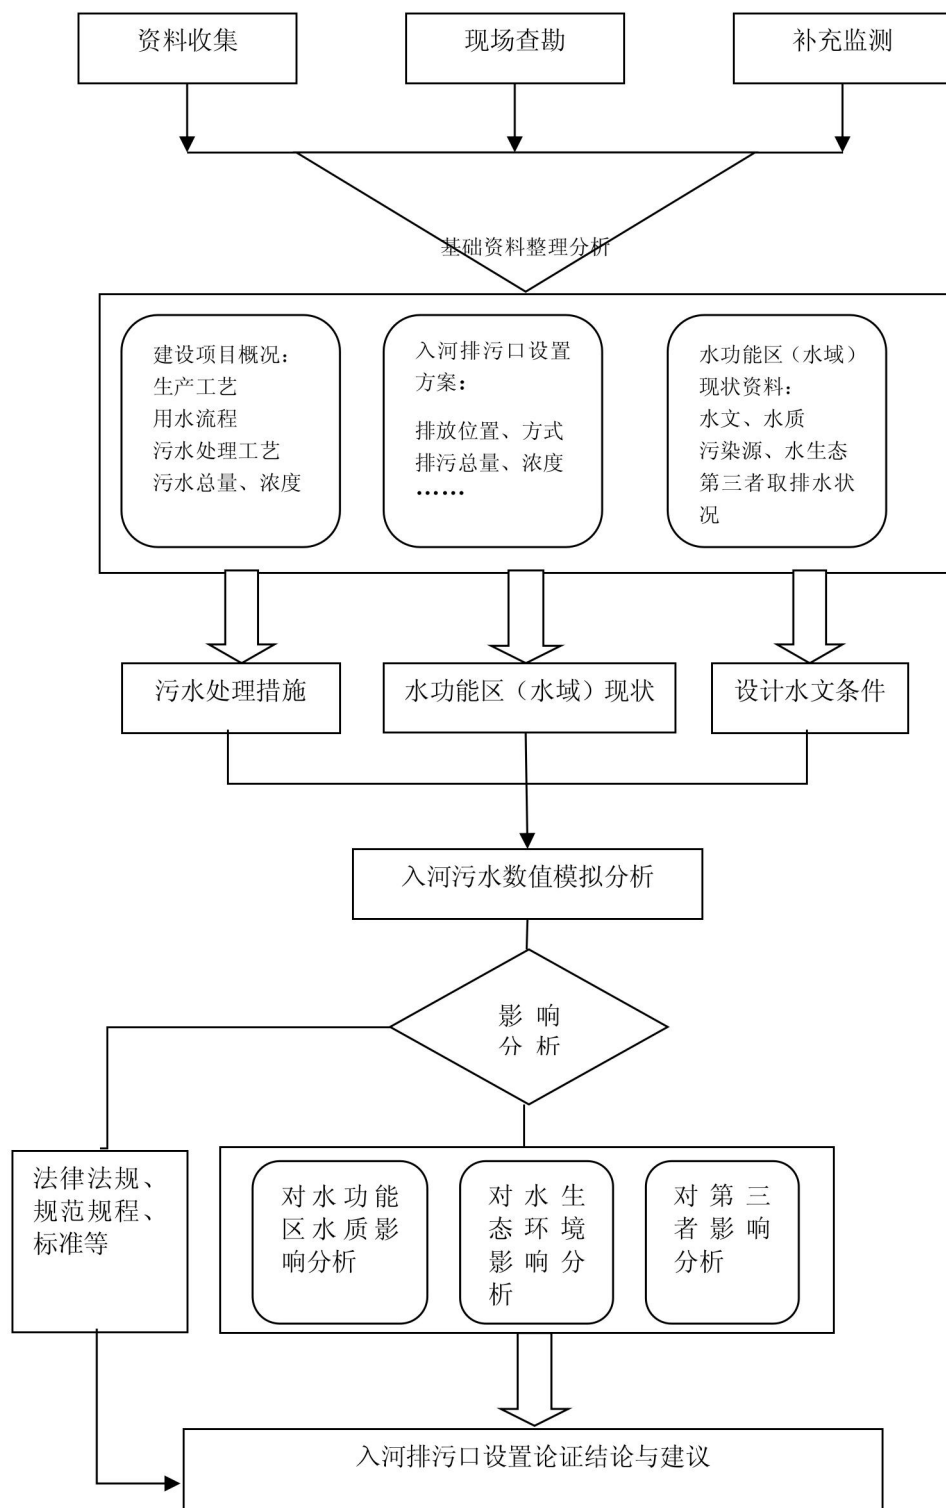 资料收集
现场查勘
补充监测
基础资料整理分析
建设项目概况：
生产工艺
用水流程
污水处理工艺
污水总量、浓度
入河排污口设置
方案：
排放位置、方式
排污总量、浓度
……
水功能区（水域）
现状资料：
水文、水质
污染源、水生态
第三者取排水状
况
污水处理措施
水功能区（水域）现状
设计水文条件
入河污水数值模拟分析
影响
分析
法律法规、
规范规程、
标准等
对水功能
区水质影
响分析
对水生
态环境
影响分
析
对第三
者影响
分析
入河排污口设置论证结论与建议